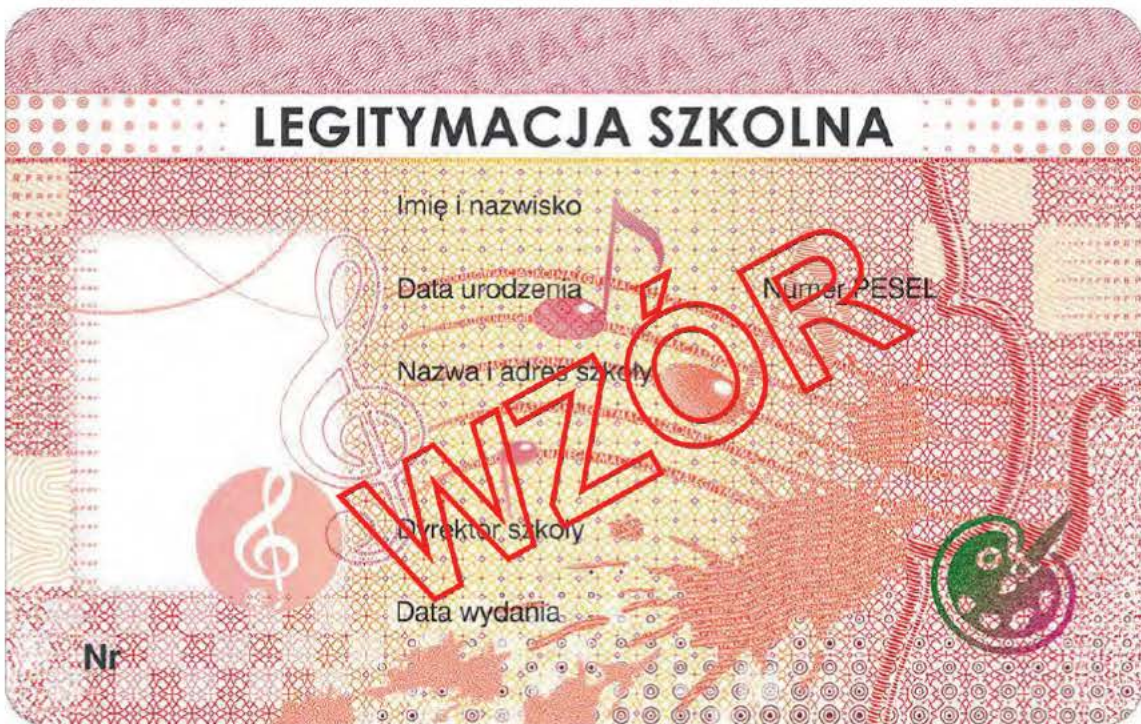 LEGITYMACJA SZKOLNA
Imię i nazwisko
Data urodzenia
Numer PESEL
Nazwa i adres szkoły
WZÓR
Dyrektor szkoły
Data wydania
Nr